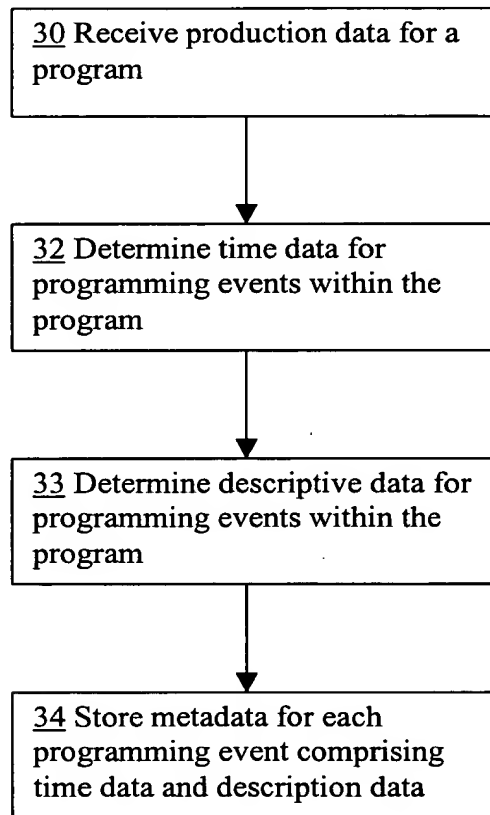 30 Receive production data for a
program
32 Determine time data for
programming events within the
program
33 Determine descriptive data for
programming events within the
program
34 Store metadata for each
programming event comprising
time data and description data